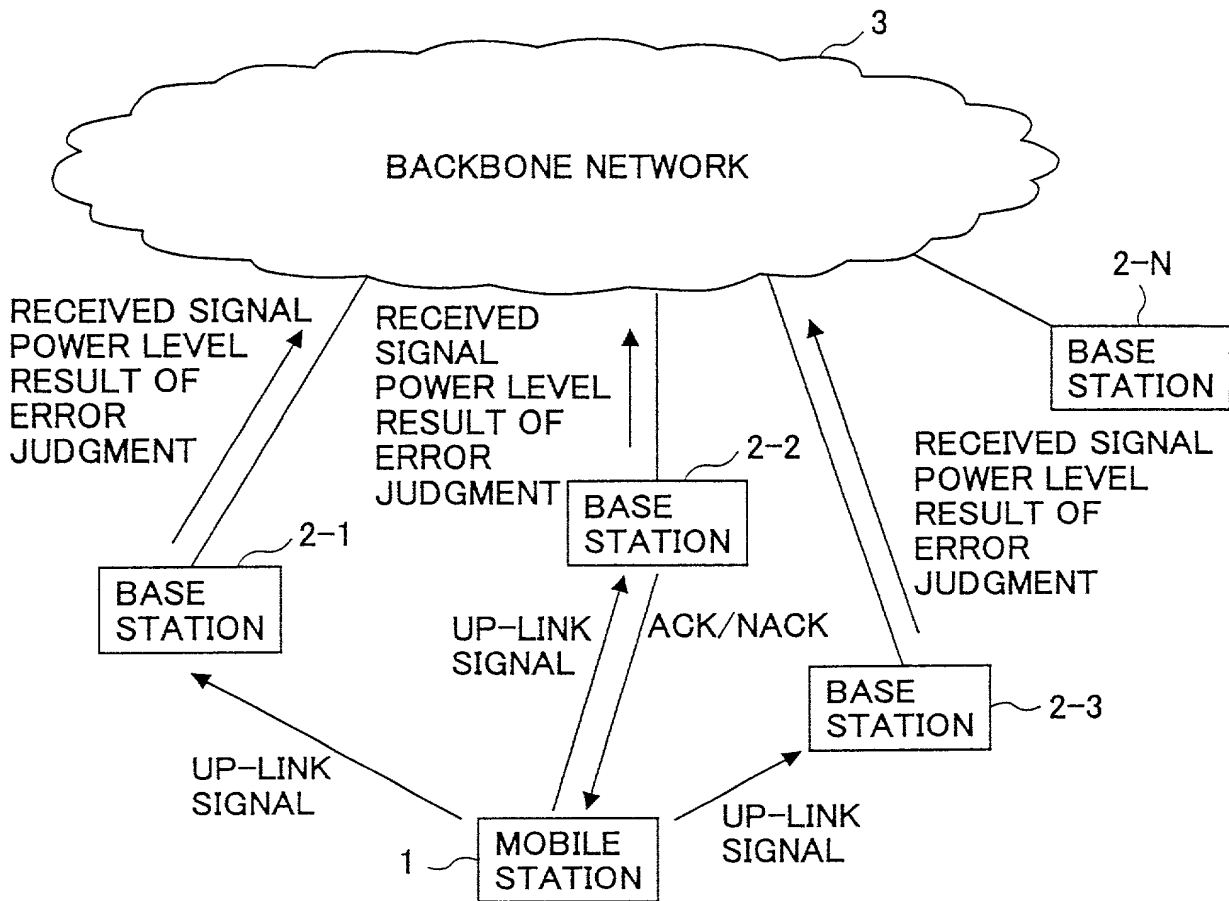 3
BACKBONE NETWORK
2-N
BASE
STATION
RECEIVED SIGNAL
POWER LEVEL
RESULT OF
ERROR
JUDGMENT
RECEIVED
SIGNAL
POWER LEVEL
RESULT OF
ERROR
JUDGMENT
RECEIVED SIGNAL
POWER LEVEL
RESULT OF
ERROR
JUDGMENT
2-1
BASE
STATION
2-2
BASE
STATION
UP-LINK
SIGNAL
ACK/NACK
BASE
STATION
2-3
UP-LINK
SIGNAL
UP-LINK
SIGNAL
1
MOBILE
STATION